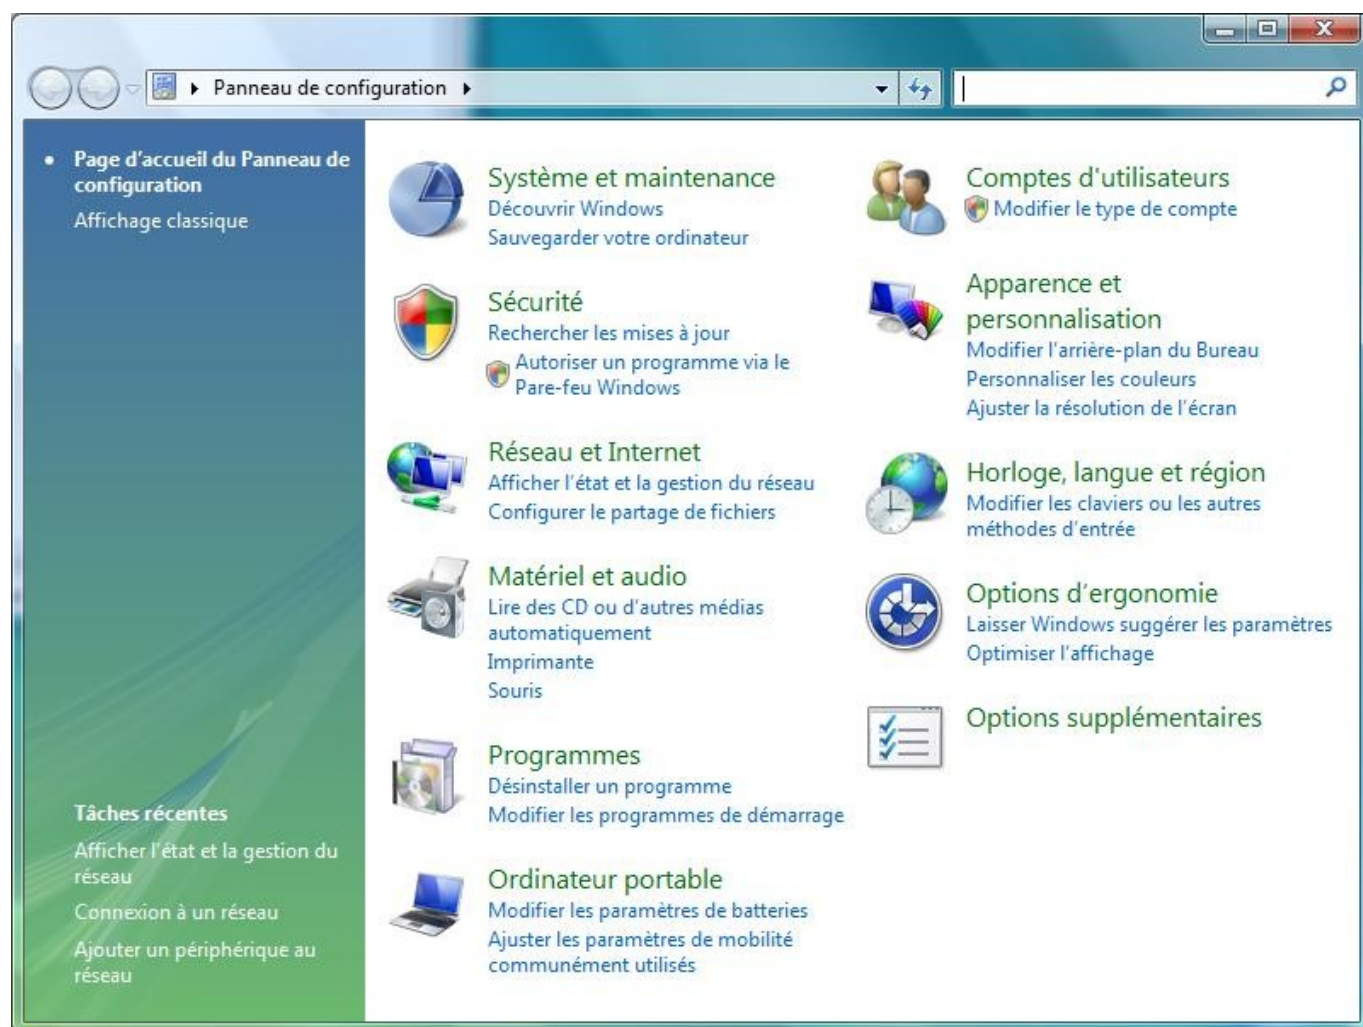 Panneau de configuration
Page d'accueil du Panneau de
configuration
Affichage classique
Tâches récentes
Afficher l'état et la gestion du
réseau
Connexion à un réseau
Ajouter un périphérique au
réseau
Système et maintenance
Découvrir Windows
Sauvegarder votre ordinateur
Sécurité
Rechercher les mises à jour
Autoriser un programme via le
Pare-feu Windows
Réseau et Internet
Afficher l'état et la gestion du réseau
Configurer le partage de fichiers
Matériel et audio
Lire des CD ou d'autres médias
automatiquement
Imprimante
Souris
Programmes
Désinstaller un programme
Modifier les programmes de démarrage
Ordinateur portable
Modifier les paramètres de batteries
Ajuster les paramètres de mobilité
communément utilisés
Comptes d'utilisateurs
Modifier le type de compte
Apparence et
personnalisation
Modifier l'arrière-plan du Bureau
Personnaliser les couleurs
Ajuster la résolution de l'écran
Horloge, langue et région
Modifier les claviers ou les autres
méthodes d'entrée
Options d'ergonomie
Laisser Windows suggérer les paramètres
Optimiser l'affichage
Options supplémentaires